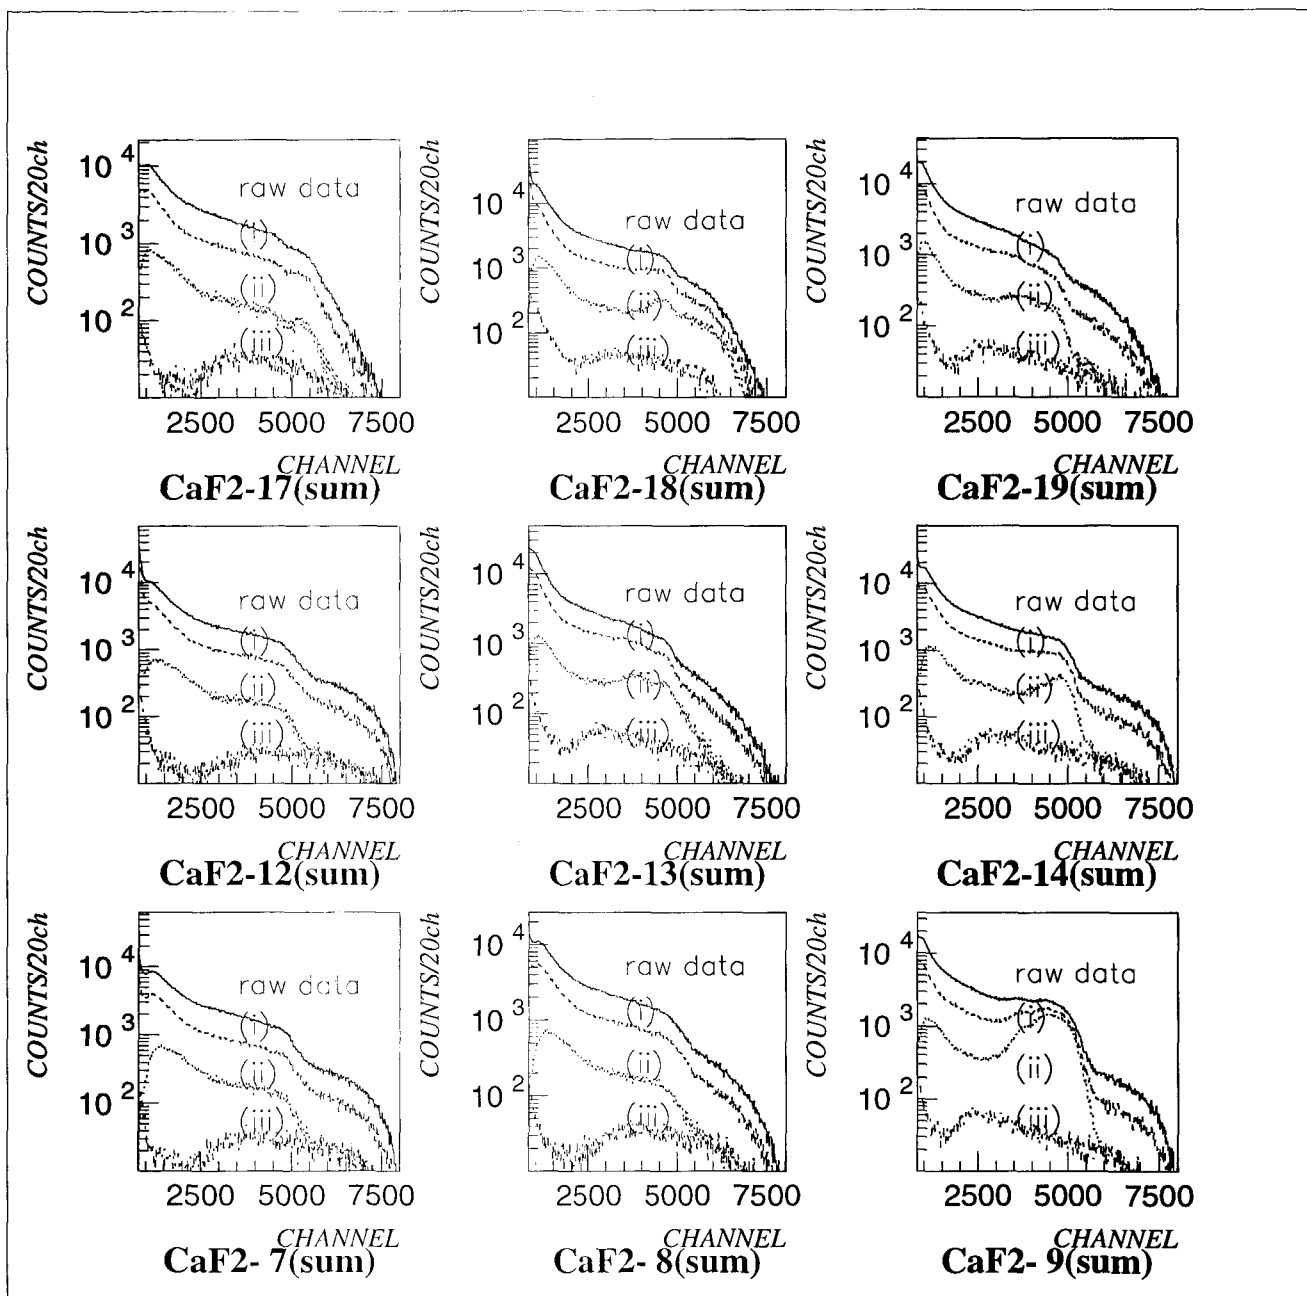 COUNTS/20ch
10 4
10 3
10 2
raw data
(i)
(ii)
(iii)
2500 5000 7500
CHANNEL
CaF2-17(sum)
COUNTS/20ch
10 4
10 3
10 2
raw data
(i)
(ii)
(iii)
2500 5000 7500
CHANNEL
CaF2-18(sum)
COUNTS/20ch
10 4
10 3
10 2
raw data
(i)
(ii)
(iii)
2500 5000 7500
CHANNEL
CaF2-19(sum)
COUNTS/20ch
10 4
10 3
10 2
raw data
(i)
(ii)
(iii)
2500 5000 7500
CHANNEL
CaF2-12(sum)
COUNTS/20ch
10 4
10 3
10 2
raw data
(i)
(ii)
(iii)
2500 5000 7500
CHANNEL
CaF2-13(sum)
COUNTS/20ch
10 4
10 3
10 2
raw data
(i)
(ii)
(iii)
2500 5000 7500
CHANNEL
CaF2-14(sum)
COUNTS/20ch
10 4
10 3
10 2
raw data
(i)
(ii)
(iii)
2500 5000 7500
CHANNEL
CaF2- 7(sum)
COUNTS/20ch
10 4
10 3
10 2
raw data
(i)
(ii)
(iii)
2500 5000 7500
CHANNEL
CaF2- 8(sum)
COUNTS/20ch
10 4
10 3
10 2
raw data
(i)
(ii)
(iii)
2500 5000 7500
CHANNEL
CaF2- 9(sum)